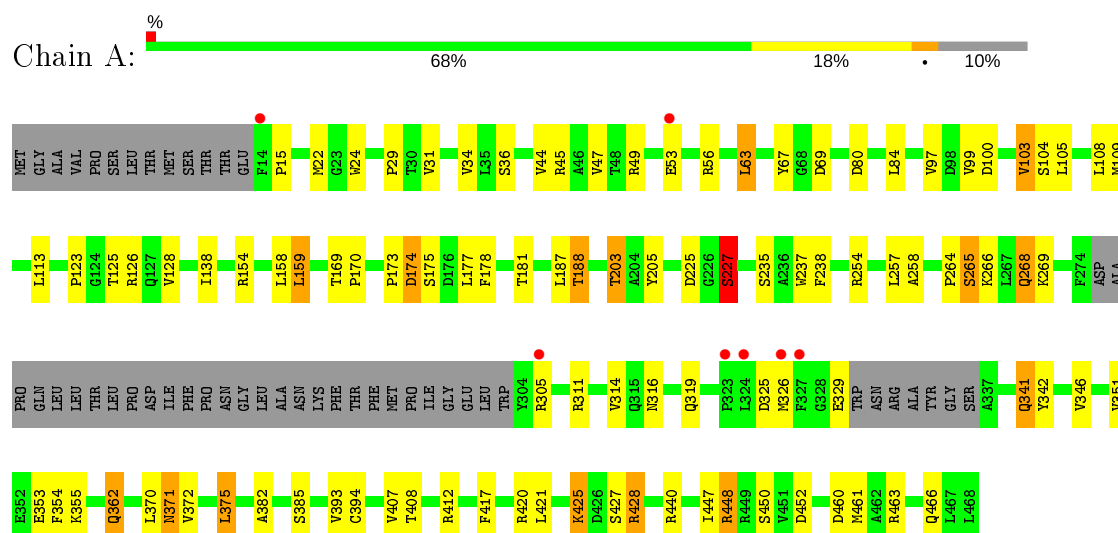 %
Chain A:
68% 18% • 10%
MET GLY ALA VAL PRO SER LEU THR MET SER THR THR GLU F14 P15 M22 G23 W24 P29 T30 V31 V34 L35 S36 V44 R45 A46 V47 T48 R49 E53 R56 L63 Y67 G68 D69 D80 L84 V97 D98 V99 D100 V103 S104 L105 L108 M109
L113 P123 G124 T125 R126 Q127 V128 I138 R154 L158 L159 T169 P170 P173 D174 S175 D176 L177 F178 T181 L187 T188 T203 A204 Y205 D225 G226 S227 S235 A236 W237 F238 R254 L257 A258 P264 S265 K266 L267 Q268 K269 F274 ASP ALA
PRO GLN LEU LEU THR LEU PRO ASP ILE PHE PRO ASN GLY LEU ALA ASN LYS PHE THR PHE MET PRO ILE GLY GLU LEU TRP Y304 R305 R311 V314 Q315 N316 Q319 P323 L324 D325 M326 F327 G328 E329 TRP ASN ARG ALA TYR GLY SER A337 Q341 Y342 V346 V351
E352 E353 F354 K355 Q362 L370 N371 V372 L375 A382 S385 V393 C394 V407 T408 R412 F417 R420 L421 K425 D426 S427 R428 R440 I447 R448 R449 S450 V451 D452 D460 M461 A462 R463 Q466 L467 L468